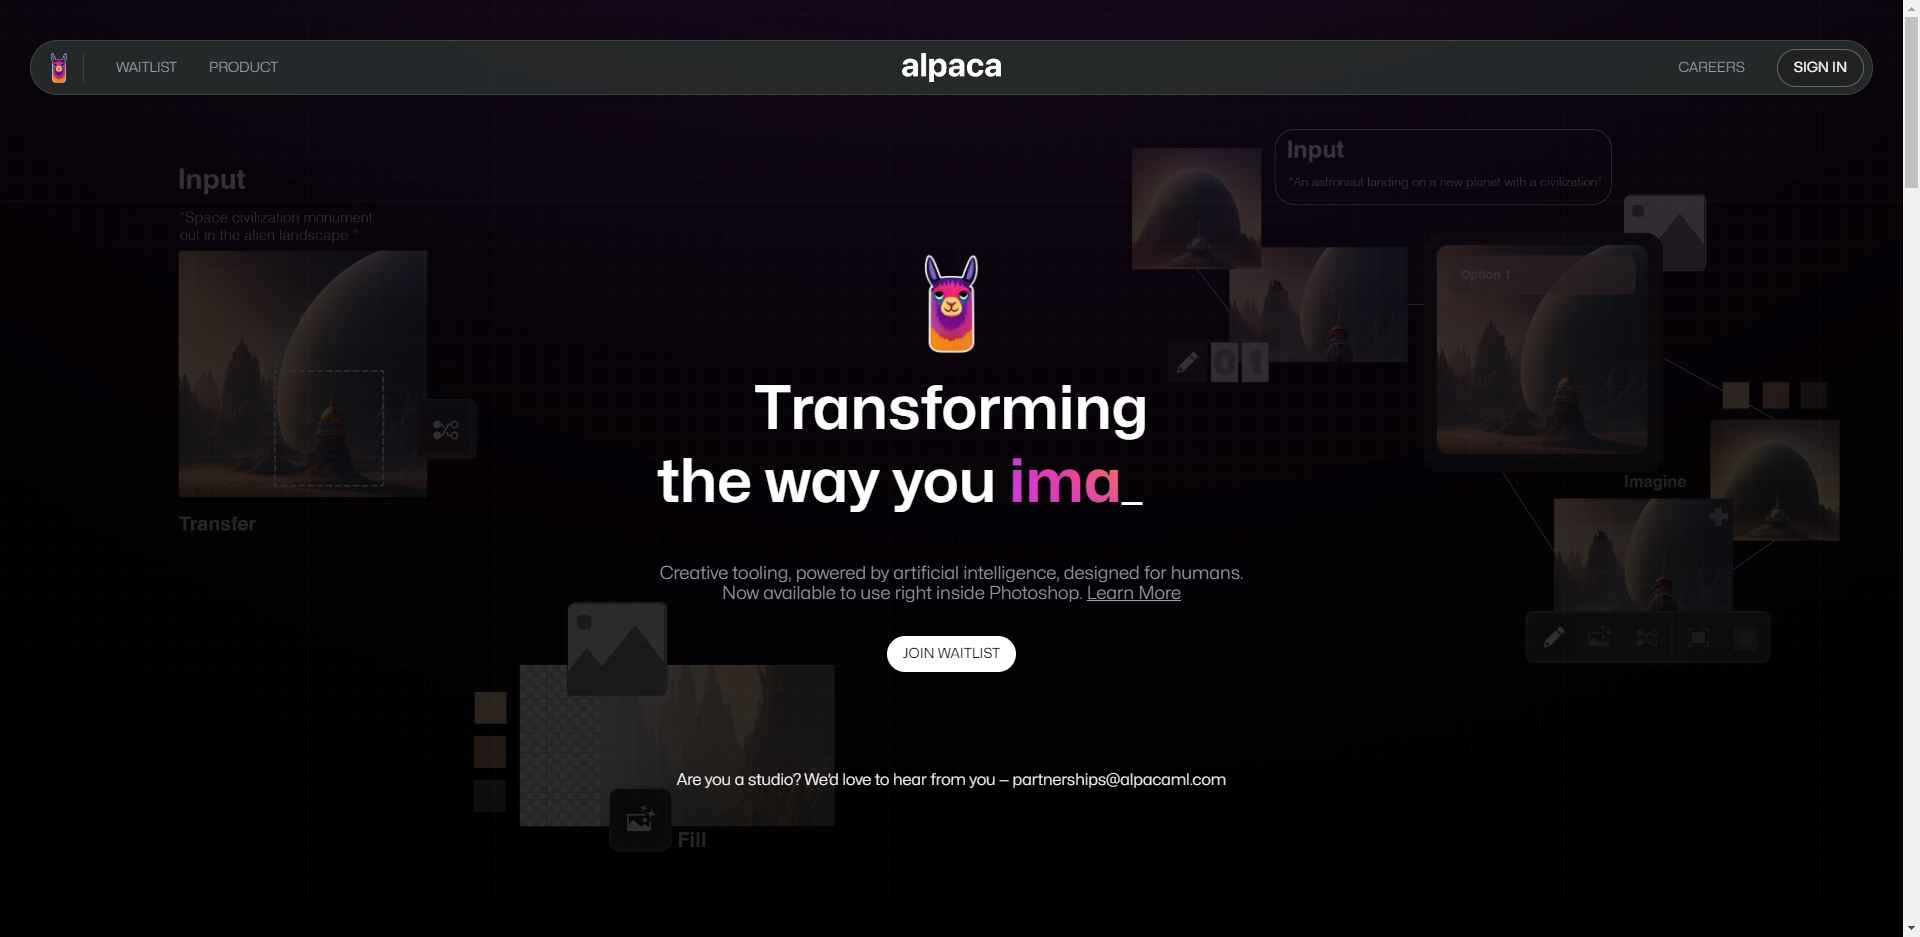 WAITLIST
PRODUCT
alpaca
CAREERS
SIGN IN
Input
"Space civilization monument
out in the alien landscape "
Transfer
Input
"An astronaut landing on a new planet with a civilization"
Option 1
Imagine
Transforming
the way you ima_
Creative tooling, powered by artificial intelligence, designed for humans.
Now available to use right inside Photoshop. Learn More
JOIN WAITLIST
Are you a studio? We'd love to hear from you – partnerships@alpacaml.com
Fill